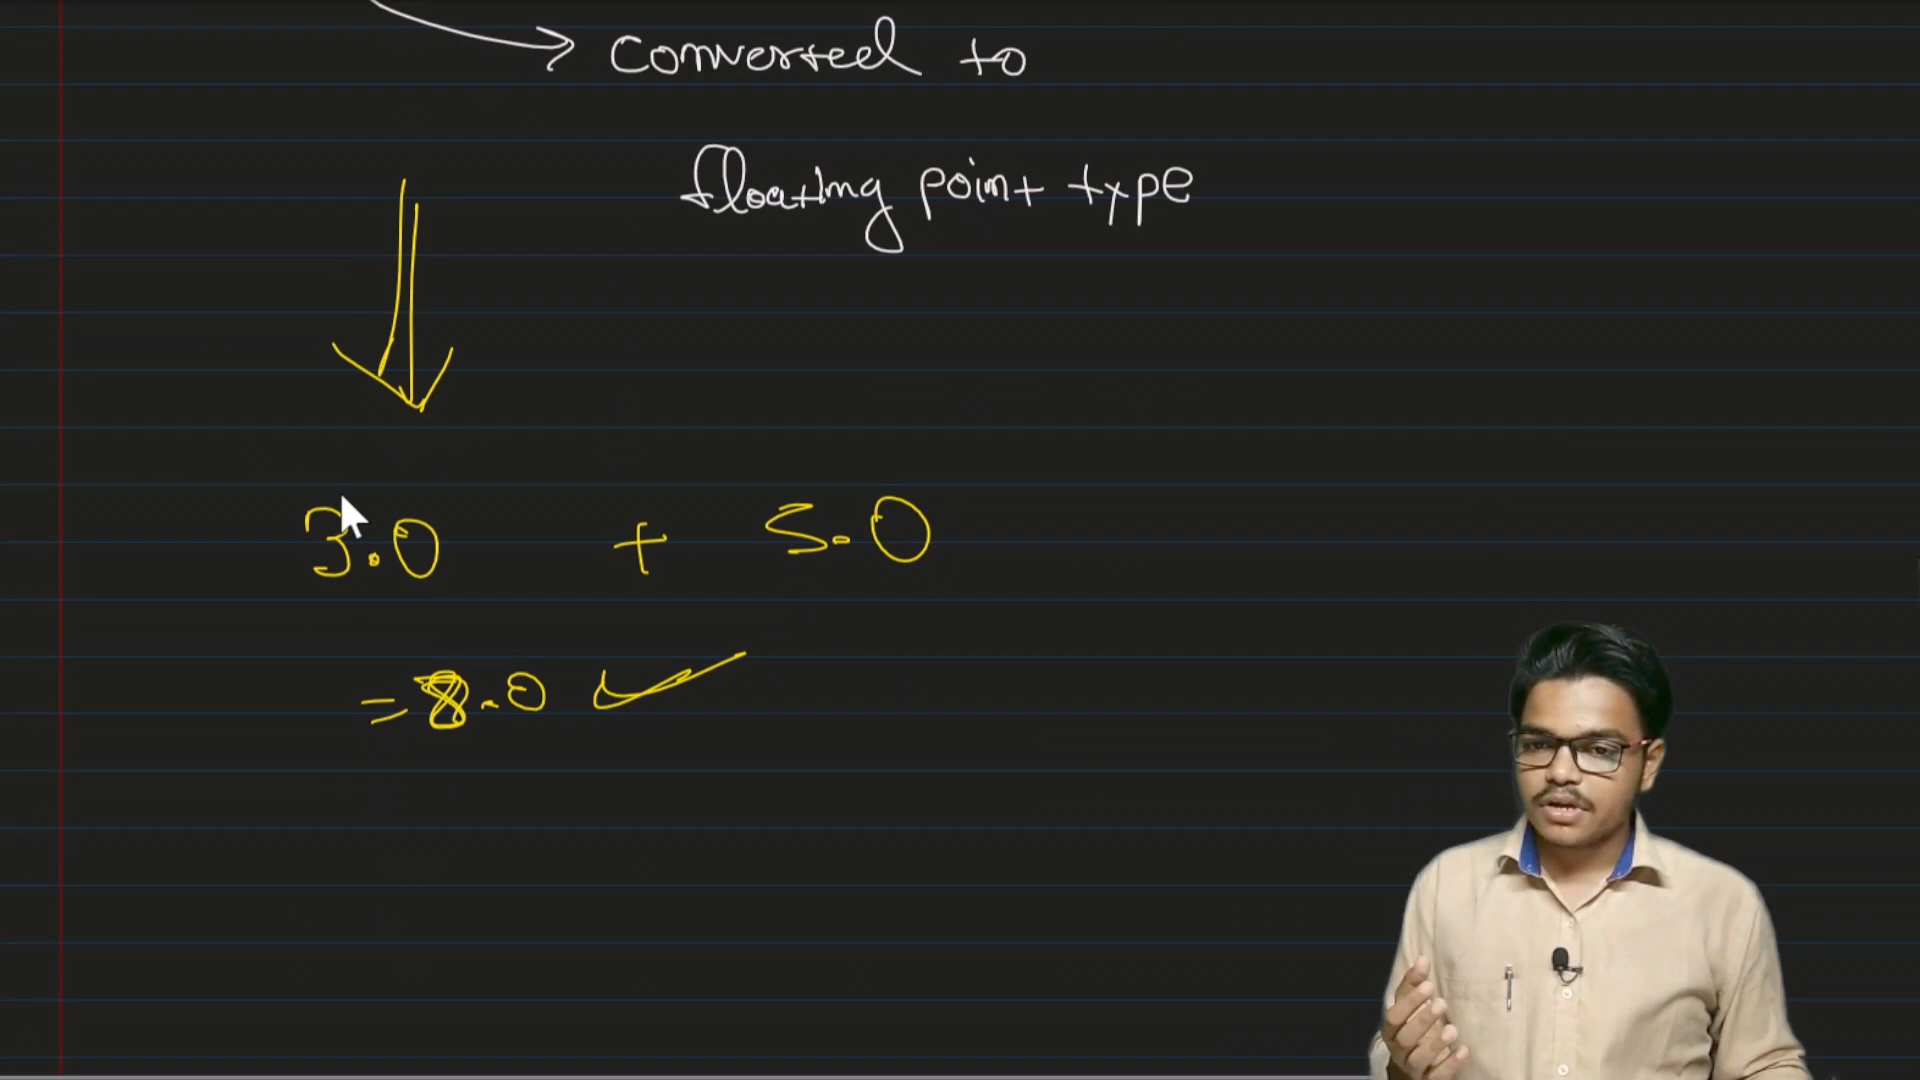 converted to
floating point type
3.0 + 5.0
= 8.0